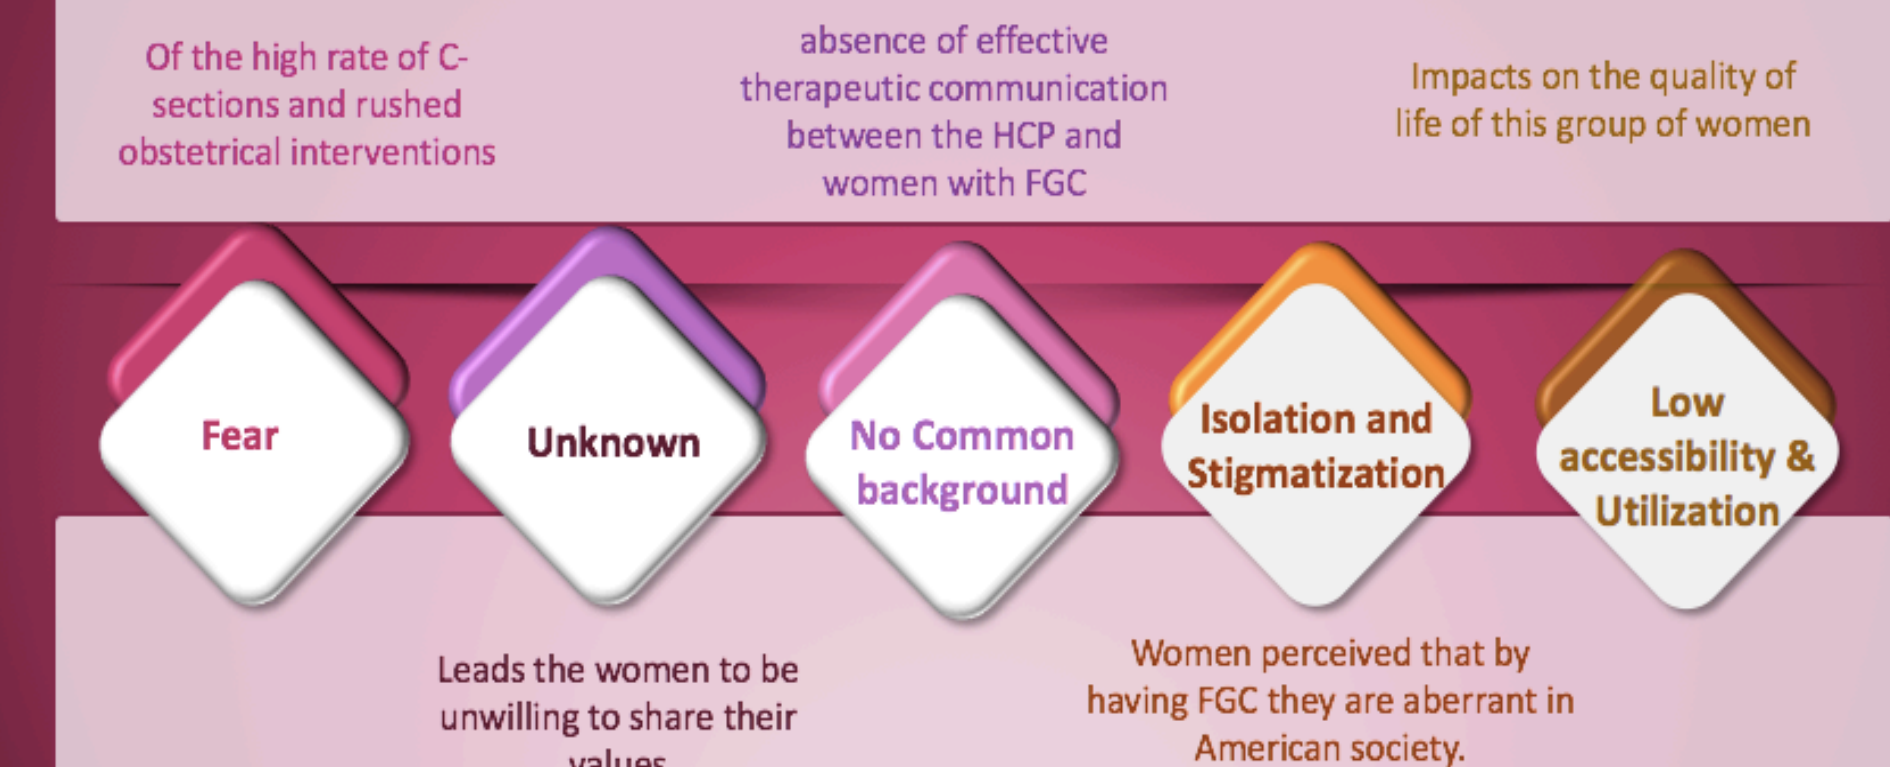 Of the high rate of C-
sections and rushed
obstetrical interventions
absence of effective
therapeutic communication
between the HCP and
women with FGC
Impacts on the quality of
life of this group of women
Fear
Unknown
No Common
background
Isolation and
Stigmatization
Low
accessibility &
Utilization
Leads the women to be
unwilling to share their
values
Women perceived that by
having FGC they are aberrant in
American society.